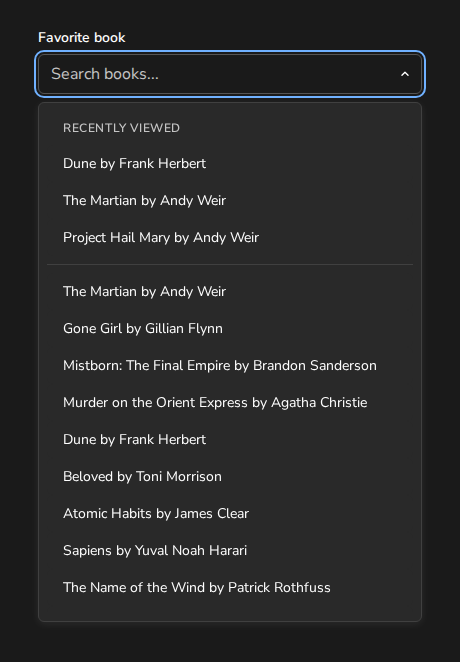 Favorite book
Search books...
RECENTLY VIEWED
Dune by Frank Herbert
The Martian by Andy Weir
Project Hail Mary by Andy Weir
The Martian by Andy Weir
Gone Girl by Gillian Flynn
Mistborn: The Final Empire by Brandon Sanderson
Murder on the Orient Express by Agatha Christie
Dune by Frank Herbert
Beloved by Toni Morrison
Atomic Habits by James Clear
Sapiens by Yuval Noah Harari
The Name of the Wind by Patrick Rothfuss